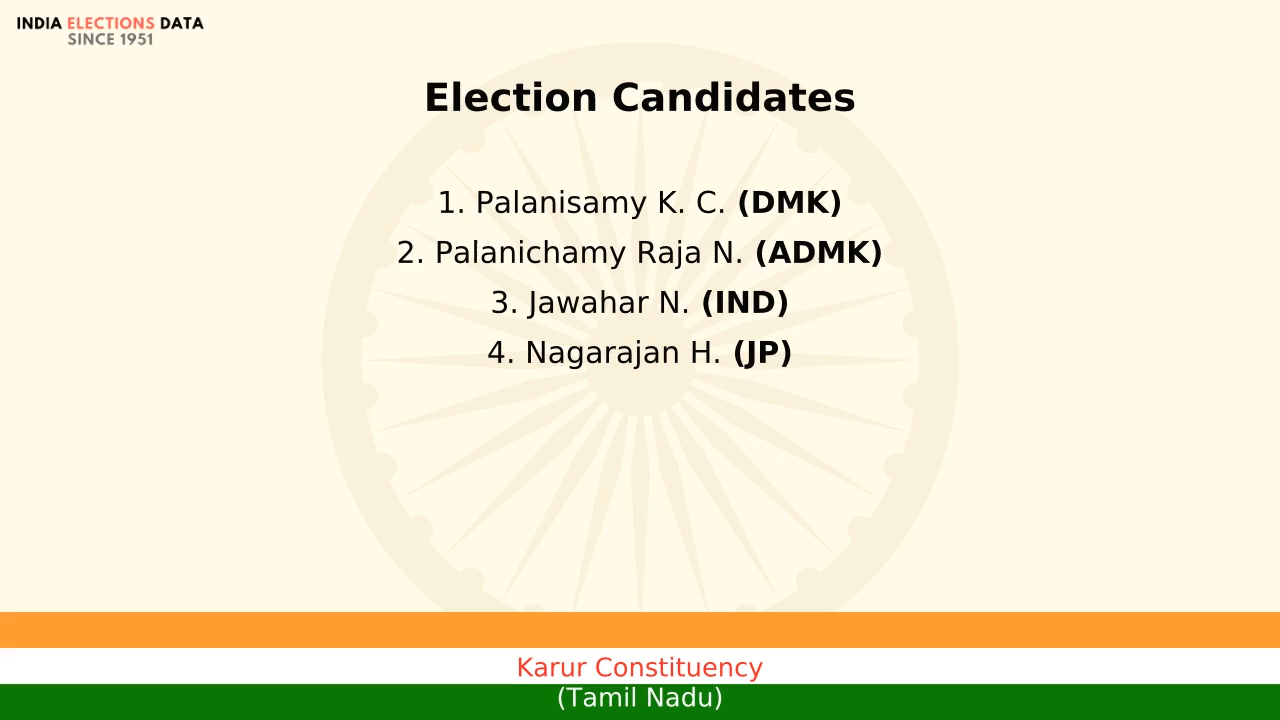 INDIA ELECTIONS DATA
SINCE 1951
Election Candidates
1. Palanisamy K. C. (DMK)
2. Palanichamy Raja N. (ADMK)
3. Jawahar N. (IND)
4. Nagarajan H. (JP)
Karur Constituency
(Tamil Nadu)